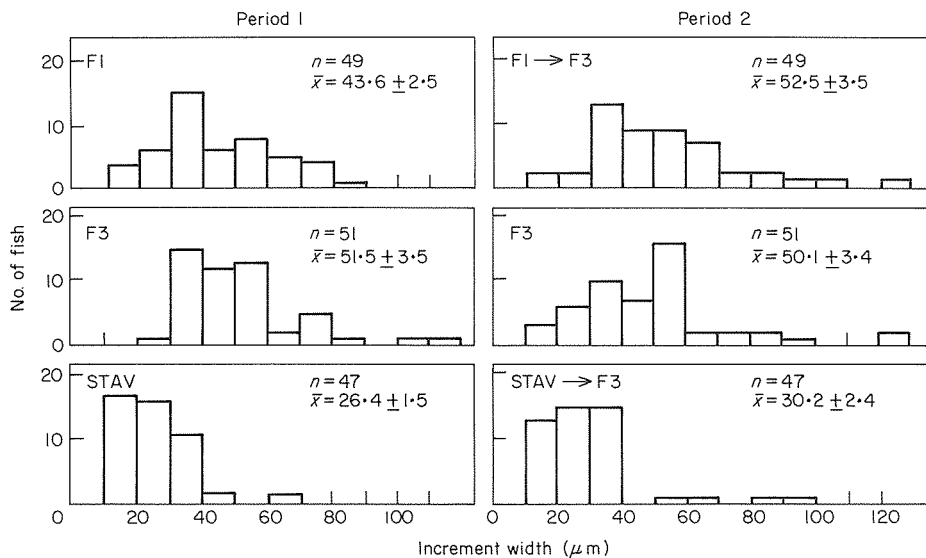 Period 1
Period 2
No. of fish
20
10
0
F1
n = 49
x̄ = 43·6 ±2·5
F1 → F3
n = 49
x̄ = 52·5 ±3·5
20
10
0
F3
n = 51
x̄ = 51·5 ±3·5
F3
n = 51
x̄ = 50·1 ±3·4
20
10
STAV
n = 47
x̄ = 26·4 ±1·5
STAV → F3
n = 47
x̄ = 30·2 ±2·4
0 20 40 60 80 100
0 20 40 60 80 100 120
Increment width (μm)